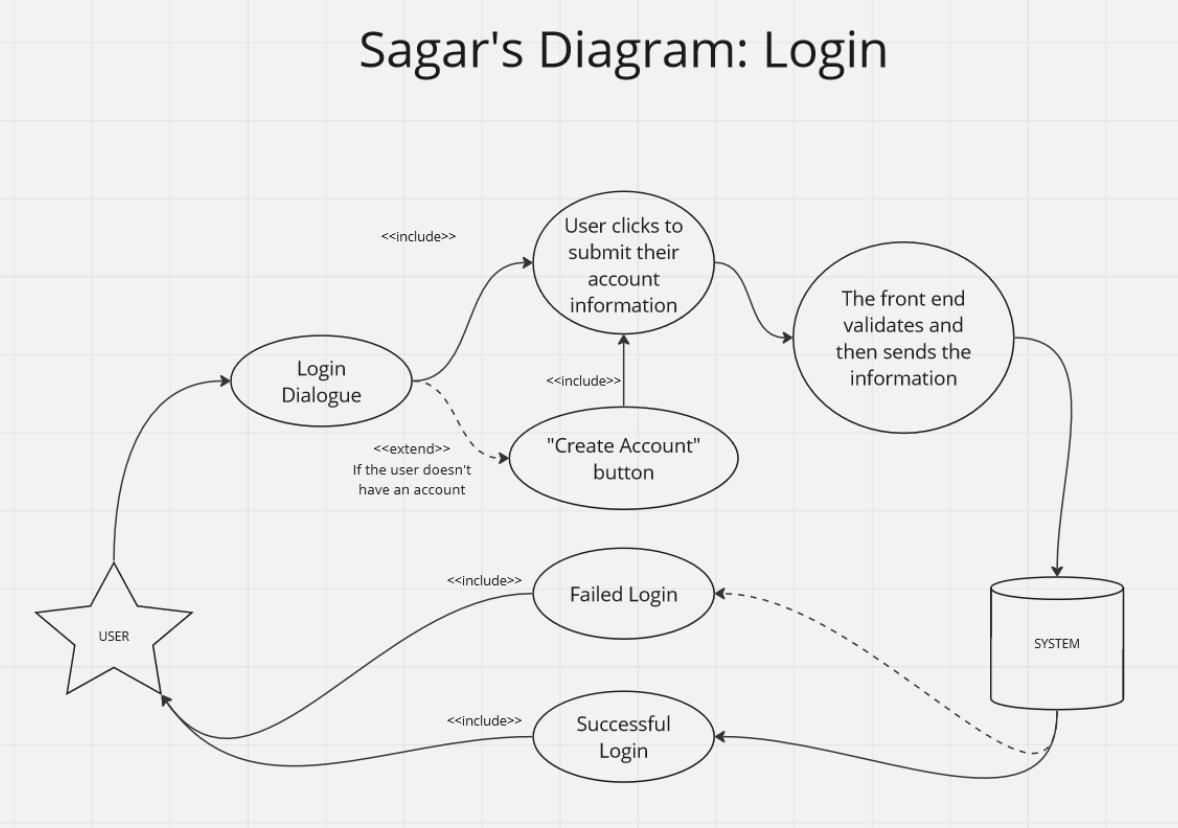 Sagar's Diagram: Login
<<include>>
User clicks to
submit their
account
information
The front end
validates and
then sends the
information
Login
Dialogue
<<include>>
<<extend>>
If the user doesn't
have an account
"Create Account"
button
<<include>>
Failed Login
USER
SYSTEM
<<include>>
Successful
Login